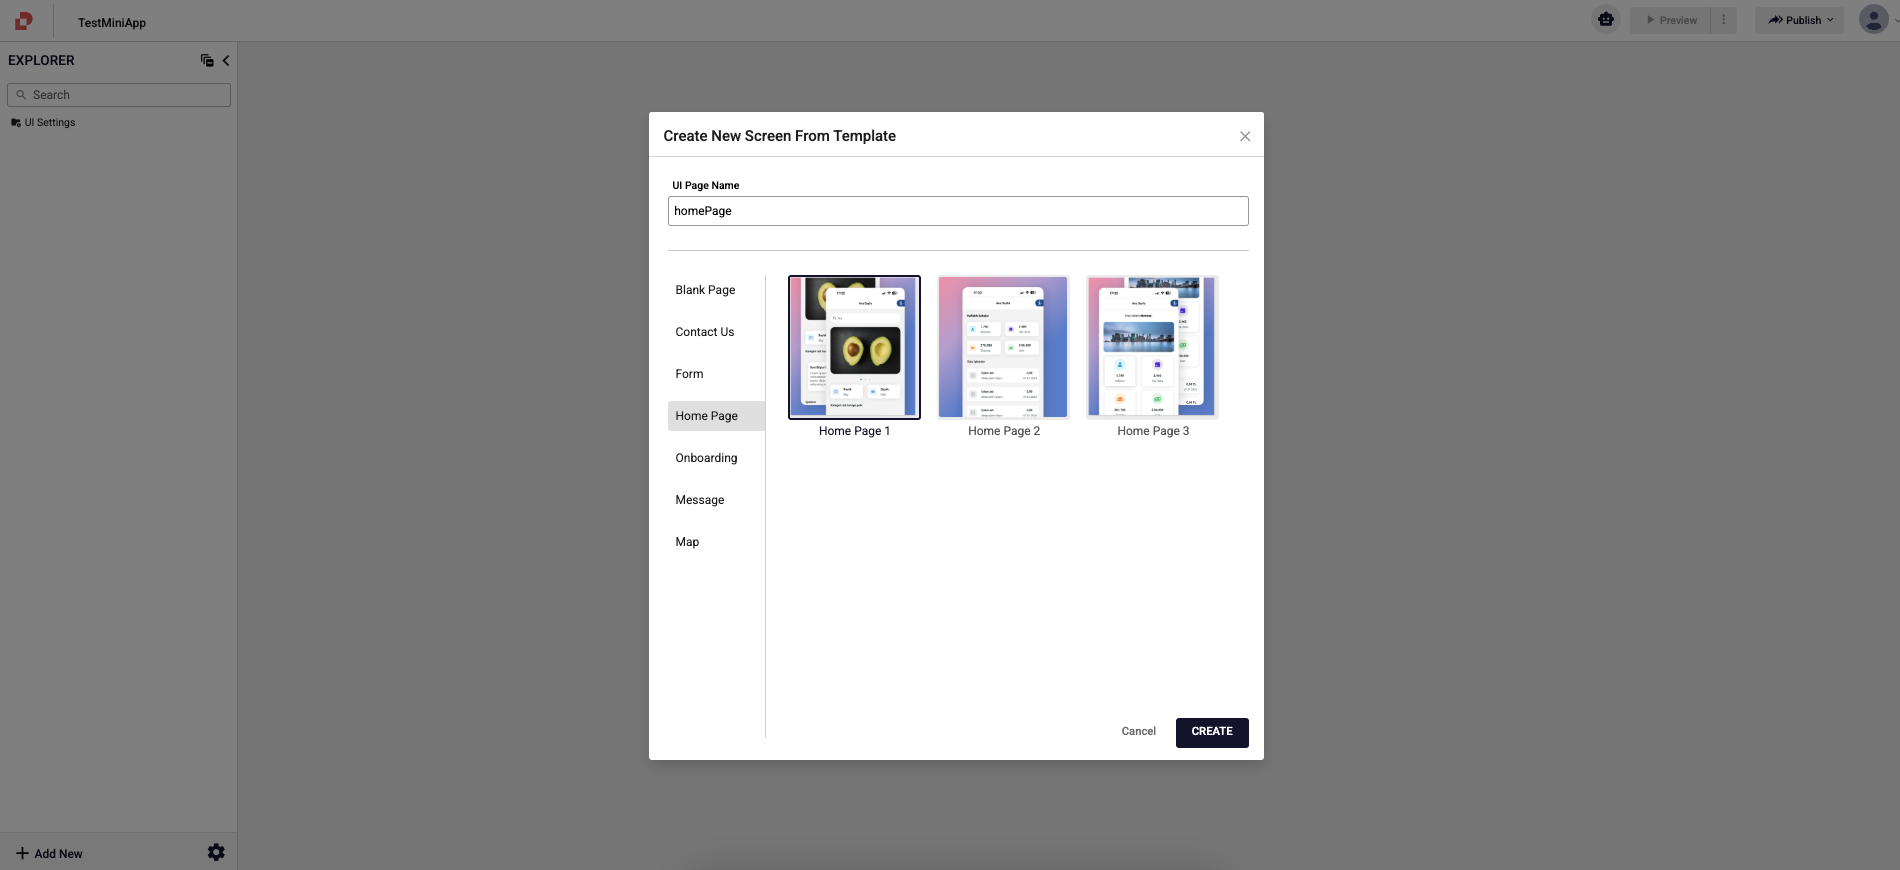 TestMiniApp
Preview
Publish
EXPLORER
Search
UI Settings
Create New Screen From Template
UI Page Name
homePage
Blank Page
Contact Us
Form
Home Page
Onboarding
Message
Map
Home Page 1
Home Page 2
Home Page 3
Cancel
CREATE
Add New